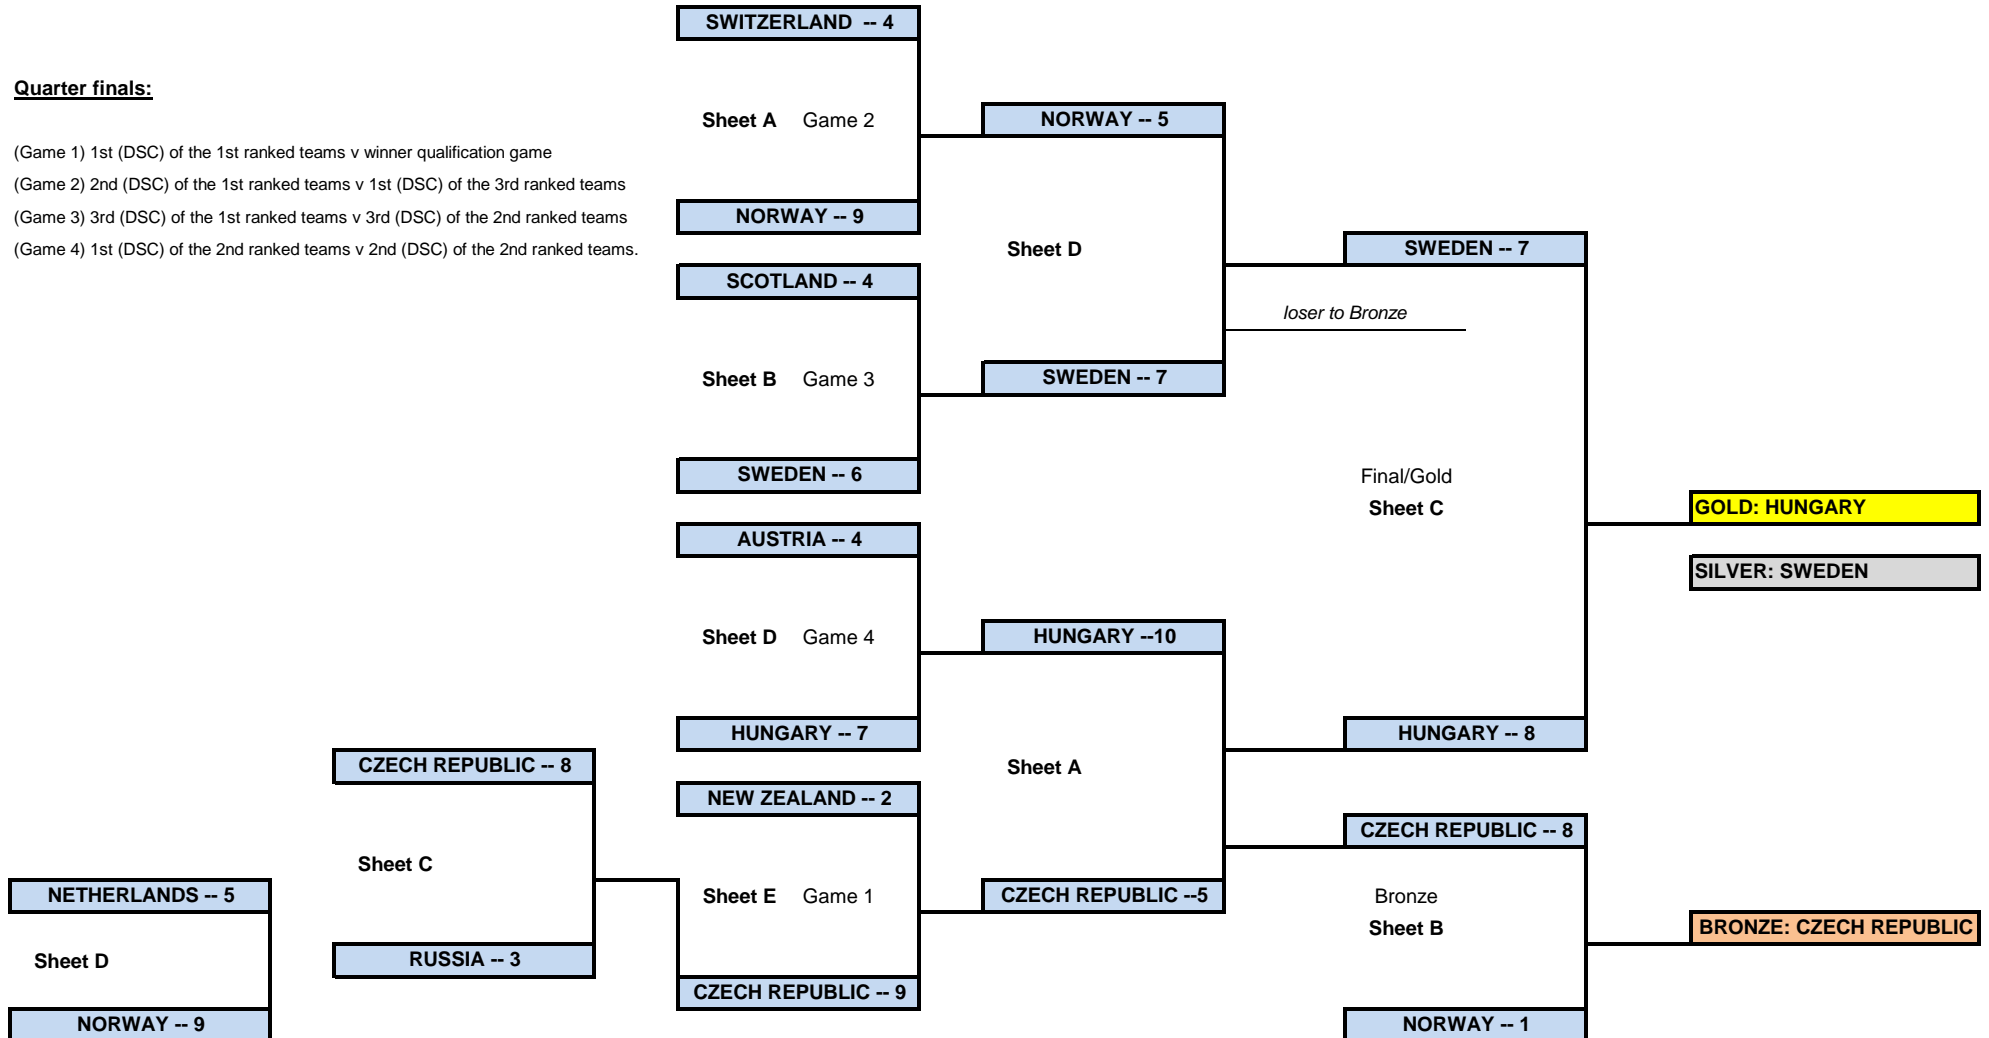 SWITZERLAND -- 4
Quarter finals:
Sheet A Game 2
NORWAY -- 5
(Game 1) 1st (DSC) of the 1st ranked teams v winner qualification game
(Game 2) 2nd (DSC) of the 1st ranked teams v 1st (DSC) of the 3rd ranked teams
(Game 3) 3rd (DSC) of the 1st ranked teams v 3rd (DSC) of the 2nd ranked teams
(Game 4) 1st (DSC) of the 2nd ranked teams v 2nd (DSC) of the 2nd ranked teams.
NORWAY -- 9
Sheet D
SWEDEN -- 7
SCOTLAND -- 4
loser to Bronze
Sheet B Game 3
SWEDEN -- 7
SWEDEN -- 6
Final/Gold
Sheet C
GOLD: HUNGARY
AUSTRIA -- 4
SILVER: SWEDEN
Sheet D Game 4
HUNGARY --10
HUNGARY -- 7
HUNGARY -- 8
CZECH REPUBLIC -- 8
Sheet A
NEW ZEALAND -- 2
CZECH REPUBLIC -- 8
Sheet C
NETHERLANDS -- 5
Sheet E Game 1
CZECH REPUBLIC --5
Bronze
Sheet B
BRONZE: CZECH REPUBLIC
Sheet D
RUSSIA -- 3
CZECH REPUBLIC -- 9
NORWAY -- 9
NORWAY -- 1